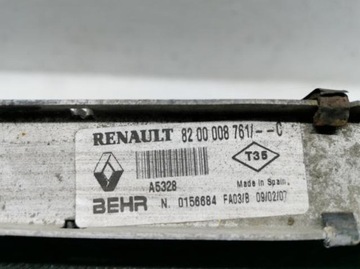 RENAULT 82 00 008 761/--C
T35
A5328
Made in Spain
BEHR N. 0156684 FA03/8 09/02/07